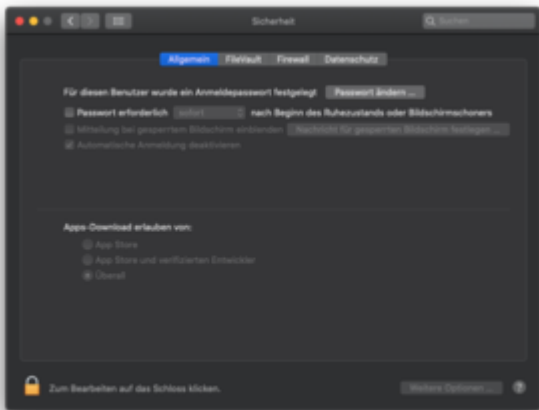 Sicherheit
Suchen
Allgemein FileVault Firewall Datenschutz
Für diesen Benutzer wurde ein Anmeldepasswort festgelegt Passwort ändern ...
Passwort erforderlich sofort nach Beginn des Ruhezustands oder Bildschirmschoners
Mitteilung bei gesperrtem Bildschirm einblenden Nachricht für gesperrten Bildschirm festlegen ...
Automatische Anmeldung deaktivieren
Apps-Download erlauben von:
App Store
App Store und verifizierten Entwickler
Überall
Zum Bearbeiten auf das Schloss klicken.
Weitere Optionen ... ?